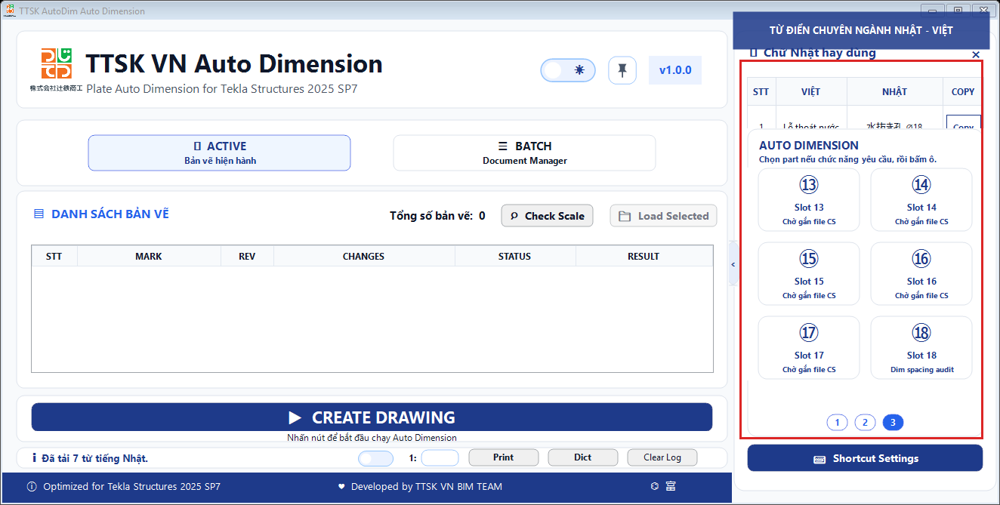 TTSK AutoDim Auto Dimension
TỪ ĐIỂN CHUYÊN NGÀNH NHẬT - VIỆT
Chữ Nhật hay dùng
TTSK VN Auto Dimension
株式会社辻鉄商工
Plate Auto Dimension for Tekla Structures 2025 SP7
v1.0.0
STT VIỆT NHẬT COPY
1 Lỗ thoát nước 水抜き孔 Ø18 Copy
ACTIVE
Bản vẽ hiện hành
BATCH
Document Manager
AUTO DIMENSION
Chọn part nếu chức năng yêu cầu, rồi bấm ô.
⑬ ⑭
Slot 13 Slot 14
Chờ gắn file CS Chờ gắn file CS
⑮ ⑯
Slot 15 Slot 16
Chờ gắn file CS Chờ gắn file CS
⑰ ⑱
Slot 17 Slot 18
Chờ gắn file CS Dim spacing audit
1 2 3
Shortcut Settings
DANH SÁCH BẢN VẼ
Tổng số bản vẽ: 0
Check Scale
Load Selected
STT MARK REV CHANGES STATUS RESULT
CREATE DRAWING
Nhấn nút để bắt đầu chạy Auto Dimension
Đã tải 7 từ tiếng Nhật.
1:
Print
Dict
Clear Log
Optimized for Tekla Structures 2025 SP7
Developed by TTSK VN BIM TEAM